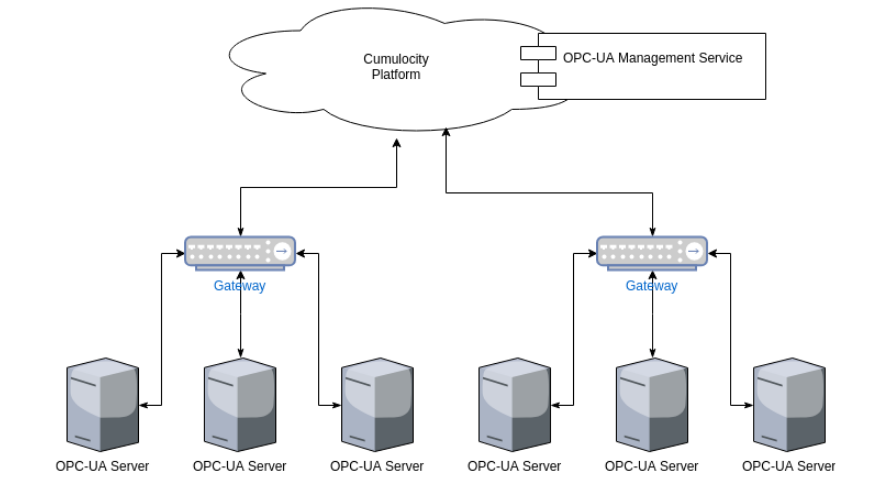 Cumulocity
Platform
OPC-UA Management Service
Gateway
Gateway
OPC-UA Server
OPC-UA Server
OPC-UA Server
OPC-UA Server
OPC-UA Server
OPC-UA Server